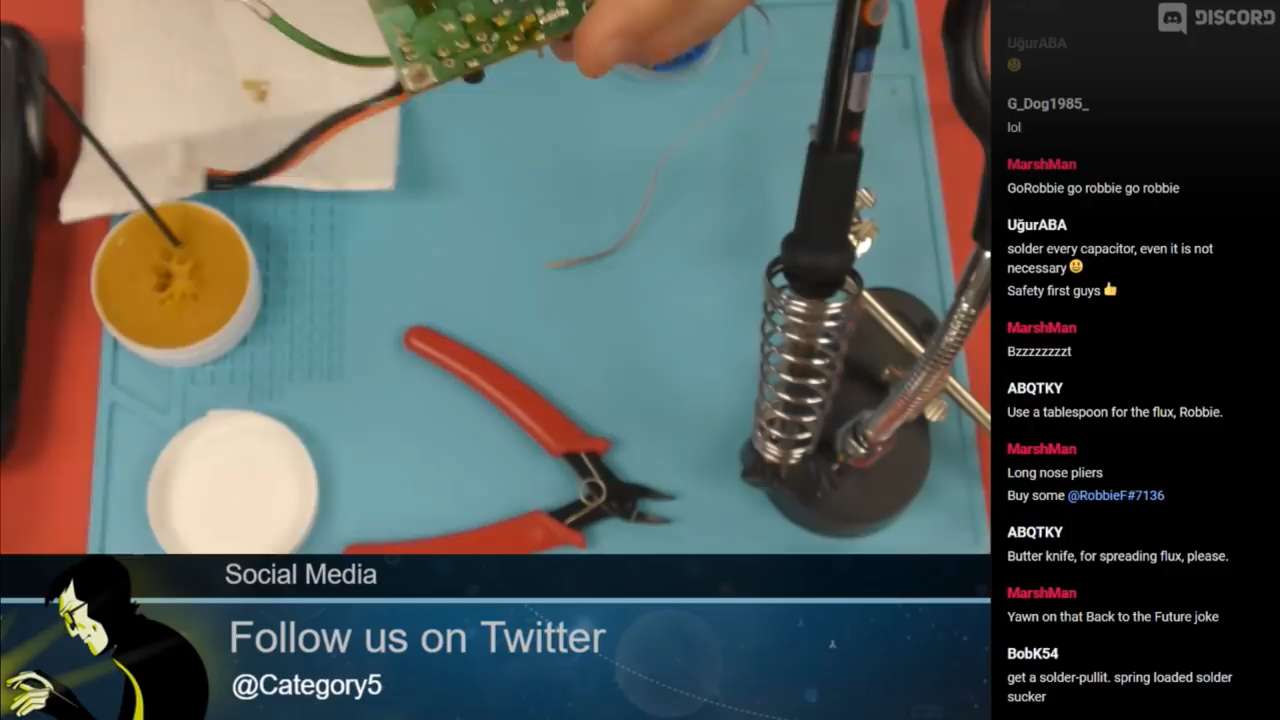 DISCORD
UğurABA
G_Dog1985_
lol
MarshMan
GoRobbie go robbie go robbie
UğurABA
solder every capacitor, even it is not
necessary
Safety first guys
MarshMan
Bzzzzzzzt
ABQTKY
Use a tablespoon for the flux, Robbie.
MarshMan
Long nose pliers
Buy some @RobbieF#7136
ABQTKY
Butter knife, for spreading flux, please.
MarshMan
Yawn on that Back to the Future joke
BobK54
get a solder-pullit. spring loaded solder
sucker
Social Media
Follow us on Twitter
@Category5